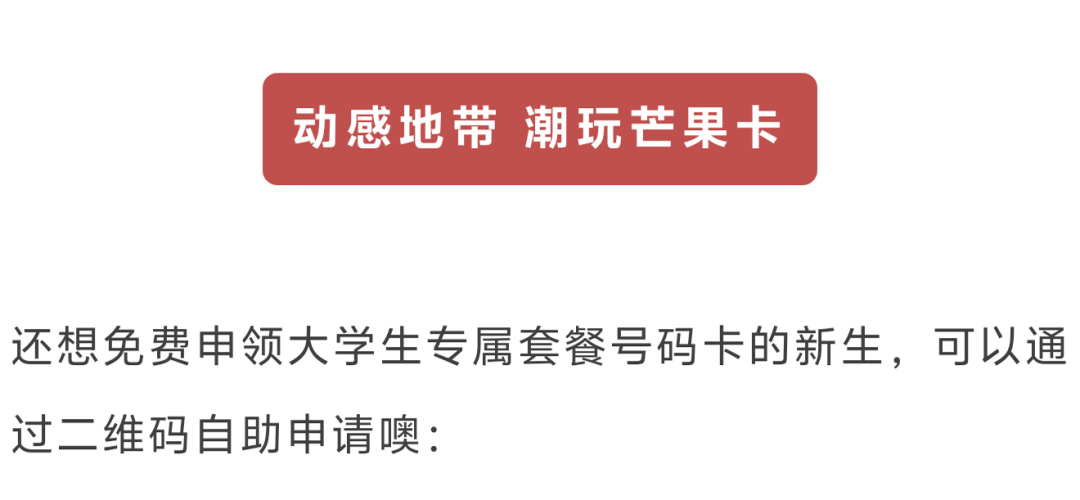 动感地带 潮玩芒果卡
还想免费申领大学生专属套餐号码卡的新生，可以通
过二维码自助申请噢：